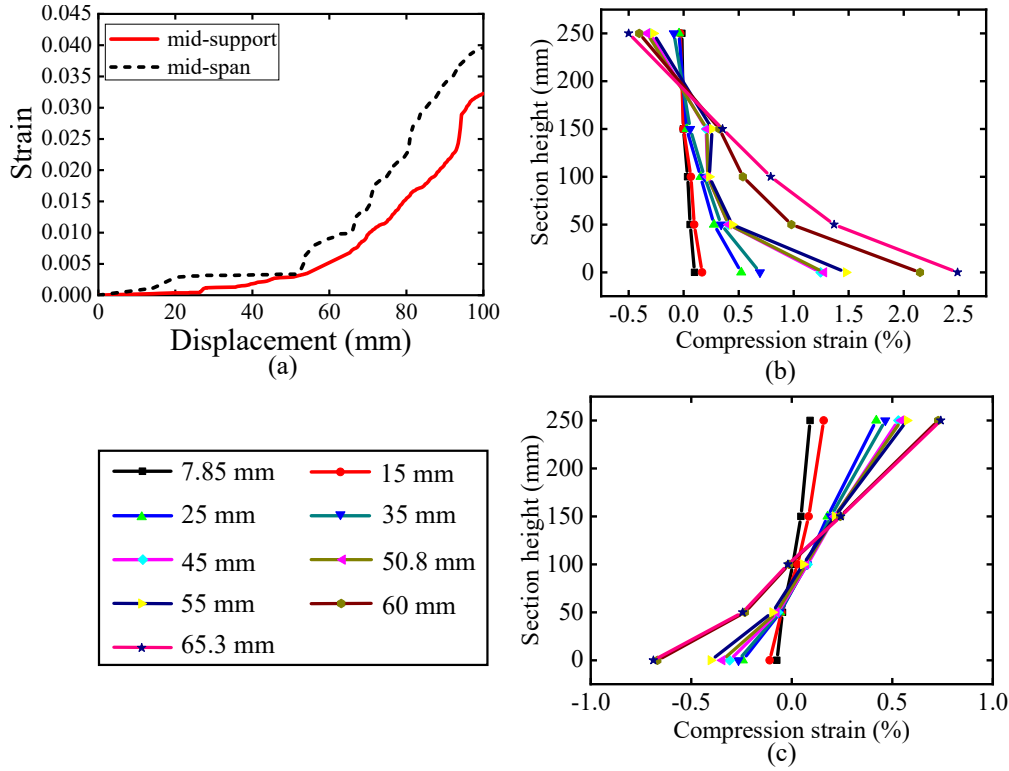 0.045
0.040
0.035
0.030
0.025
0.020
0.015
0.010
0.005
0.000
Strain
mid-support
mid-span
0 20 40 60 80 100
Displacement (mm)
(a)
250
200
150
100
50
0
Section height (mm)
-0.5 0.0 0.5 1.0 1.5 2.0 2.5
Compression strain (%)
(b)
7.85 mm 15 mm
25 mm 35 mm
45 mm 50.8 mm
55 mm 60 mm
65.3 mm
250
200
150
100
50
0
Section height (mm)
-1.0 -0.5 0.0 0.5 1.0
Compression strain (%)
(c)